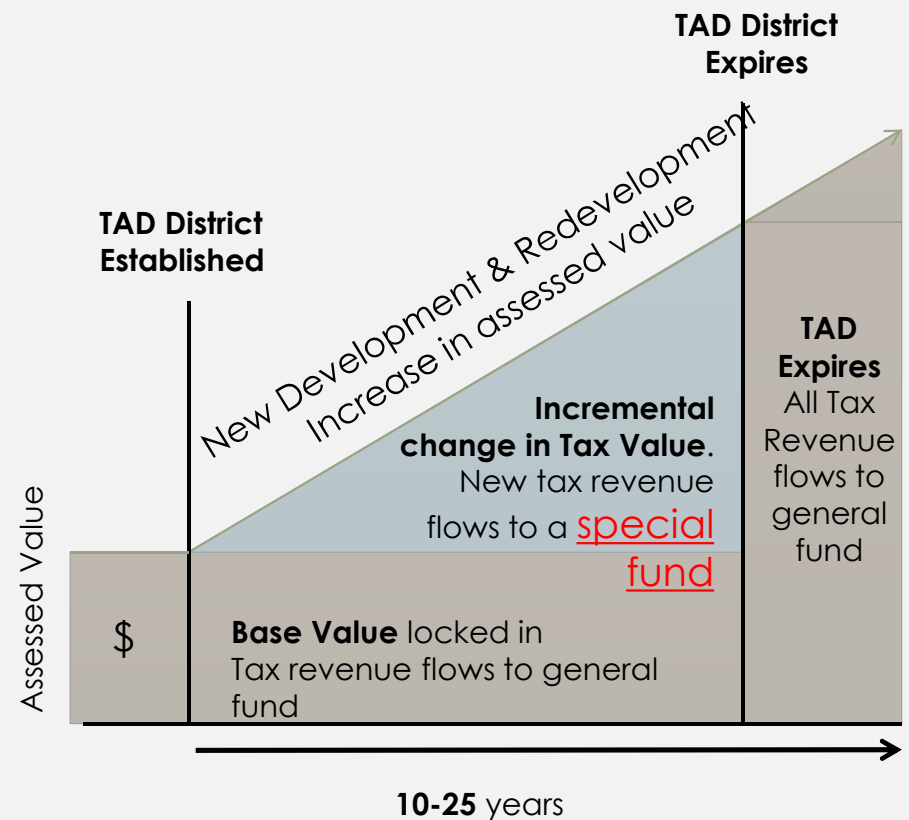 TAD District
Expires
TAD District
Established
New Development & Redevelopment
Increase in assessed value
Incremental
change in Tax Value.
New tax revenue
flows to a special
fund
TAD
Expires
All Tax
Revenue
flows to
general
fund
Assessed Value
$
Base Value locked in
Tax revenue flows to general
fund
10-25 years